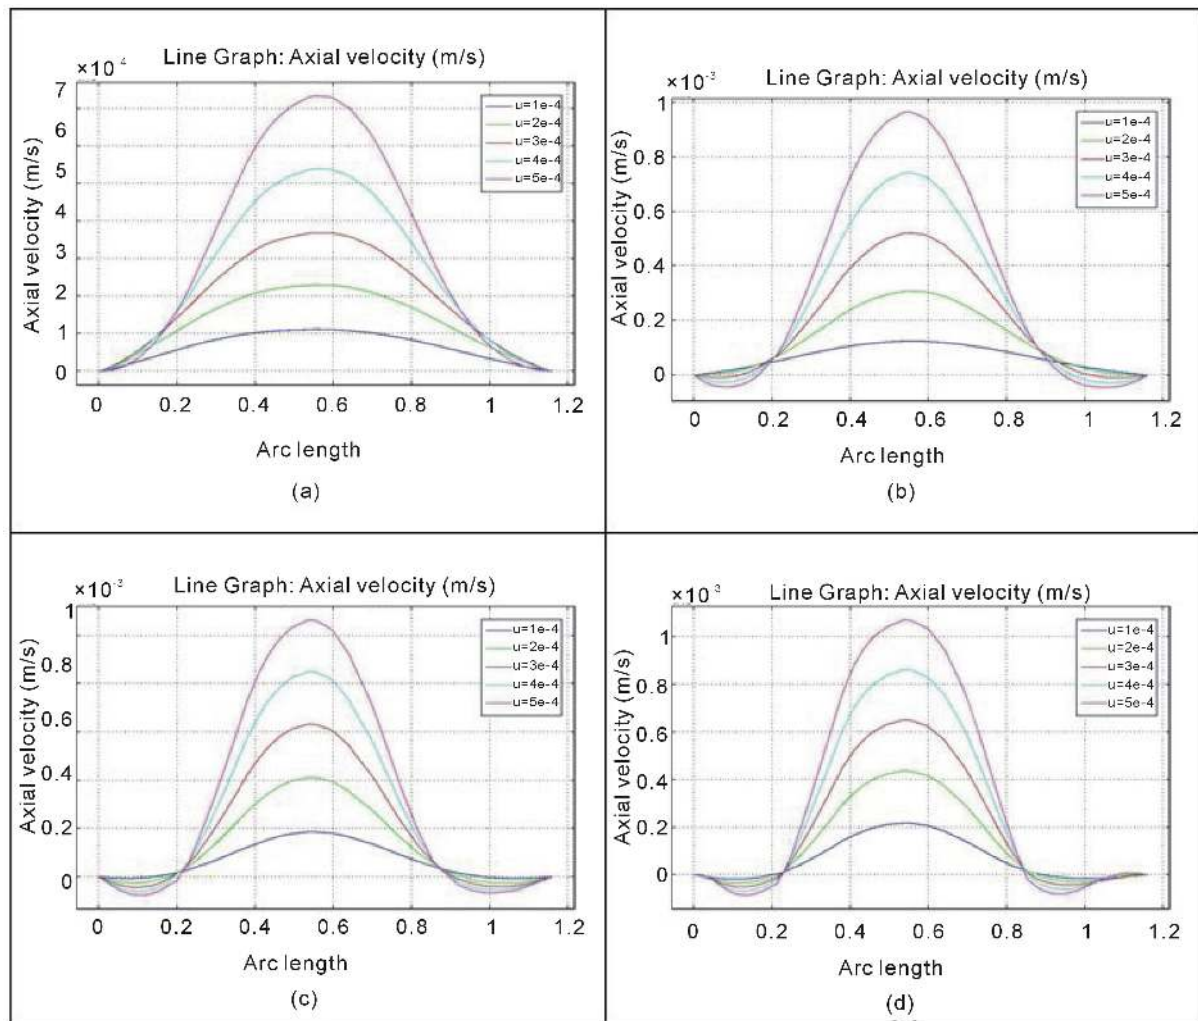 Line Graph: Axial velocity (m/s)
×10 4
7
6
5
4
3
2
1
0
Axial velocity (m/s)
u=1e-4
u=2e-4
u=3e-4
u=4e-4
u=5e-4
0 0.2 0.4 0.6 0.8 1 1.2
Arc length
(a)
Line Graph: Axial velocity (m/s)
×10-3
1
0.8
0.6
0.4
0.2
0
Axial velocity (m/s)
u=1e-4
u=2e-4
u=3e-4
u=4e-4
u=5e-4
0 0.2 0.4 0.6 0.8 1 1.2
Arc length
(b)
Line Graph: Axial velocity (m/s)
×10-3
1
0.8
0.6
0.4
0.2
0
Axial velocity (m/s)
u=1e-4
u=2e-4
u=3e-4
u=4e-4
u=5e-4
0 0.2 0.4 0.6 0.8 1 1.2
Arc length
(c)
Line Graph: Axial velocity (m/s)
×10 3
1
0.8
0.6
0.4
0.2
0
Axial velocity (m/s)
u=1e-4
u=2e-4
u=3e-4
u=4e-4
u=5e-4
0 0.2 0.4 0.6 0.8 1 1.2
Arc length
(d)